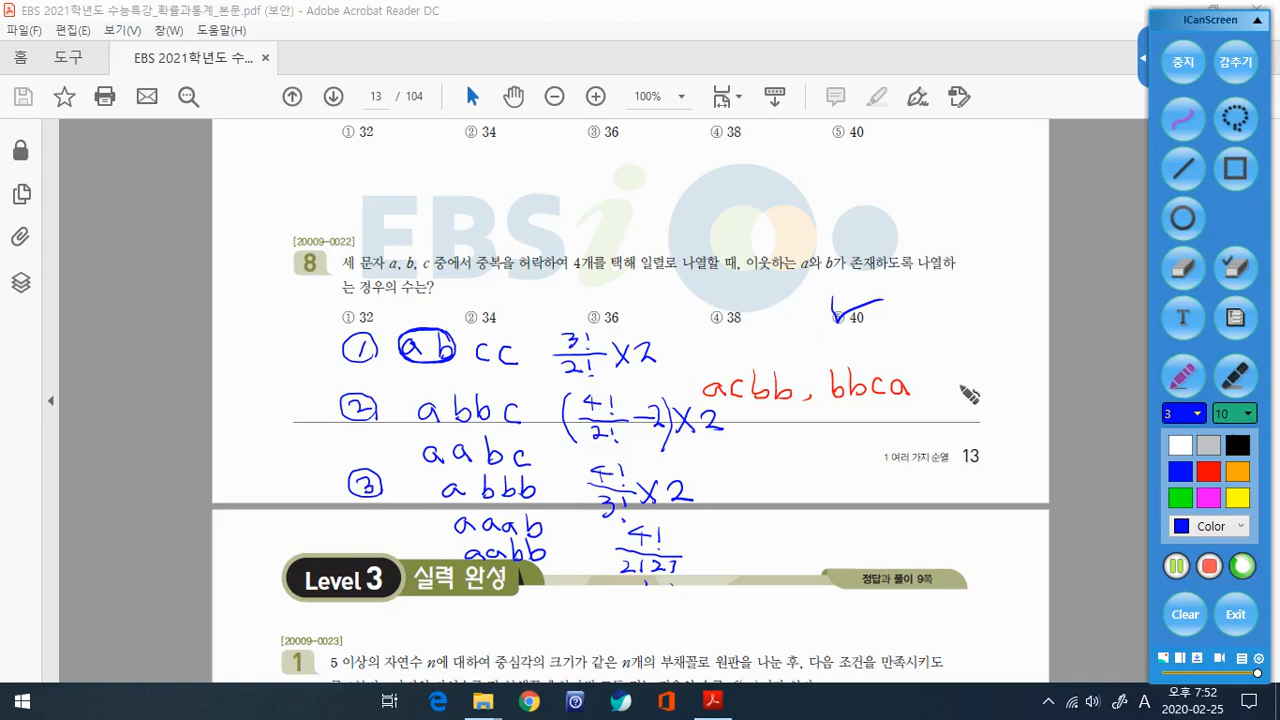 EBS 2021학년도 수능특강_확률과통계_본문.pdf (보안) - Adobe Acrobat Reader DC
파일(F) 편집(E) 보기(V) 창(W) 도움말(H)
홈 도구 EBS 2021학년도 수... ×
13 / 104 100%
① 32 ② 34 ③ 36 ④ 38 ⑤ 40
EBSi
[20009-0022]
8 세 문자 a, b, c 중에서 중복을 허락하여 4개를 택해 일렬로 나열할 때, 이웃하는 a와 b가 존재하도록 나열하
는 경우의 수는?
① 32 ② 34 ③ 36 ④ 38 ⑤ 40
① a b c c 3!/2! × 2
acbb, bbca
② a b b c (4!/2! - 2) × 2
a a b c
1 여러 가지 순열 13
③ a b b b 4!/3! × 2
a a a b
a a b b 4!/2!2!
Level 3 실력 완성 정답과 풀이 9쪽
[20009-0023]
1 5 이상의 자연수 n에 대하여 중심각의 크기가 같은 n개의 부채꼴로 원판을 나눈 후, 다음 조건을 만족시키도
ICanScreen
중지 감추기
T
3 10
Color
Clear Exit
A 오후 7:52
2020-02-25